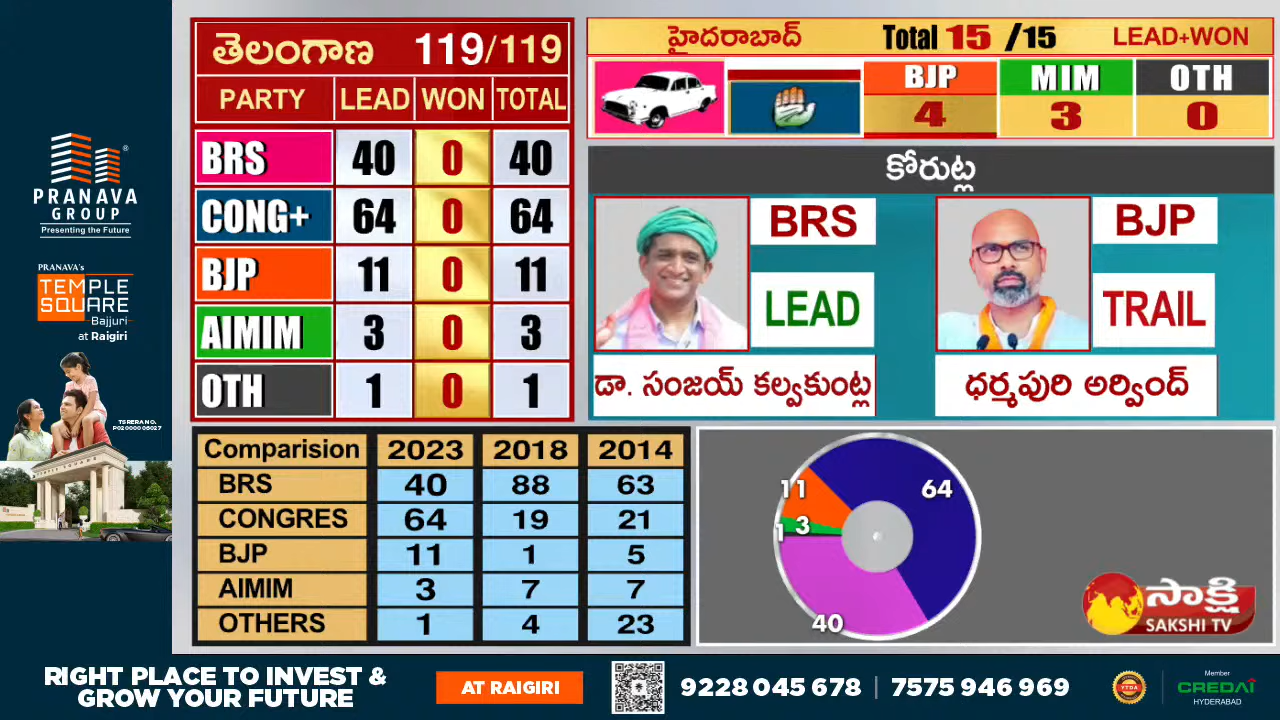 తెలంగాణ 119/119
PARTY LEAD WON TOTAL
BRS 40 0 40
CONG+ 64 0 64
BJP 11 0 11
AIMIM 3 0 3
OTH 1 0 1
హైదరాబాద్ Total 15 /15 LEAD+WON
BJP MIM OTH
4 3 0
కోరుట్ల
BRS BJP
LEAD TRAIL
డా. సంజయ్ కల్వకుంట్ల ధర్మపురి అర్వింద్
Comparision 2023 2018 2014
BRS 40 88 63
CONGRES 64 19 21
BJP 11 1 5
AIMIM 3 7 7
OTHERS 1 4 23
64
11
3
1
40
సాక్షి
SAKSHI TV
PRANAVA
GROUP
Presenting the Future
PRANAVA's
TEMPLE
SQUARE
Bajjuri
at Raigiri
TSRERA NO.
P02000005027
RIGHT PLACE TO INVEST &
GROW YOUR FUTURE
AT RAIGIRI
9228 045 678 | 7575 946 969
YTDA
Member
CREDAI
HYDERABAD